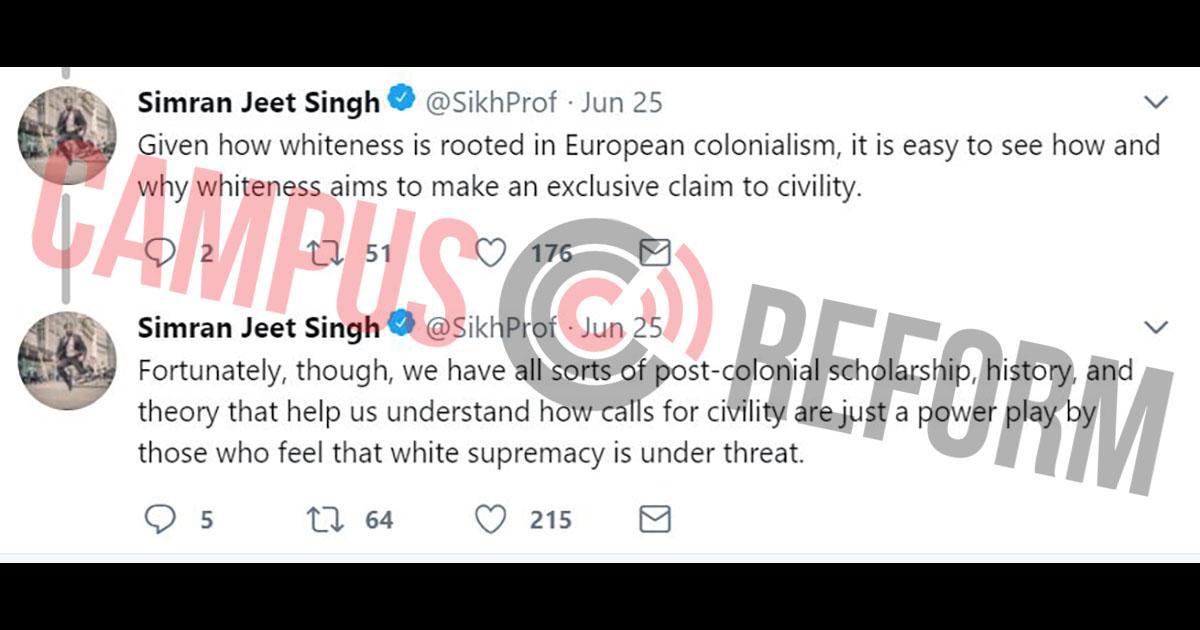 Simran Jeet Singh @SikhProf · Jun 25
Given how whiteness is rooted in European colonialism, it is easy to see how and
why whiteness aims to make an exclusive claim to civility.
2 51 176
Simran Jeet Singh @SikhProf · Jun 25
Fortunately, though, we have all sorts of post-colonial scholarship, history, and
theory that help us understand how calls for civility are just a power play by
those who feel that white supremacy is under threat.
5 64 215
CAMPUS REFORM